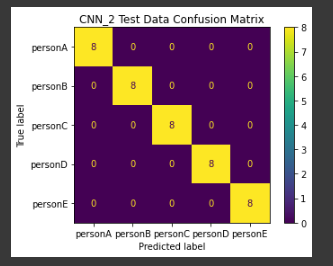 CNN_2 Test Data Confusion Matrix
personA 8 0 0 0 0
personB 0 8 0 0 0
personC 0 0 8 0 0
personD 0 0 0 8 0
personE 0 0 0 0 8
personA personB personC personD personE
Predicted label
True label
8
7
6
5
4
3
2
1
0